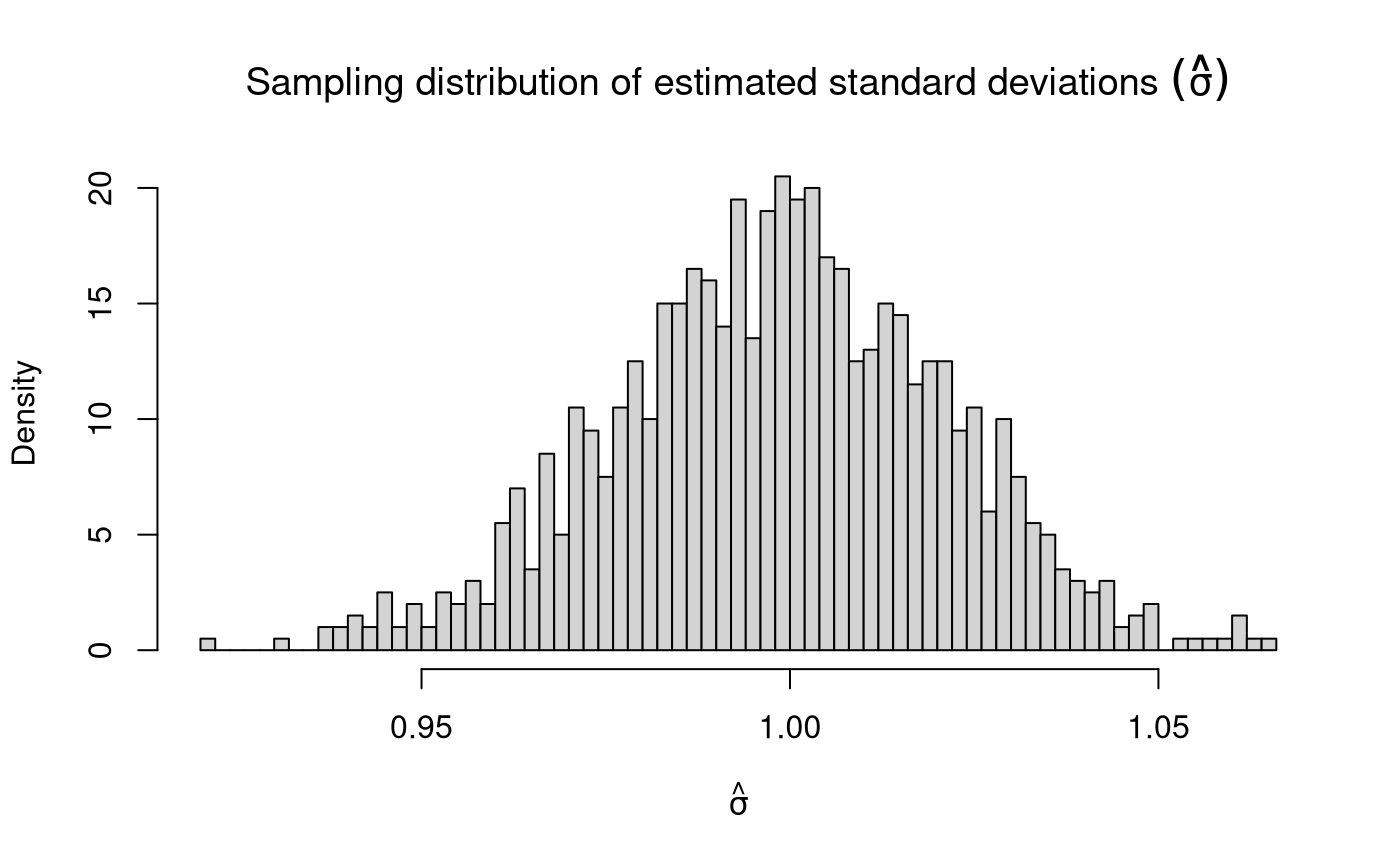 Sampling distribution of estimated standard deviations (σ̂)
Density
20
15
10
5
0
0.95 1.00 1.05
σ̂